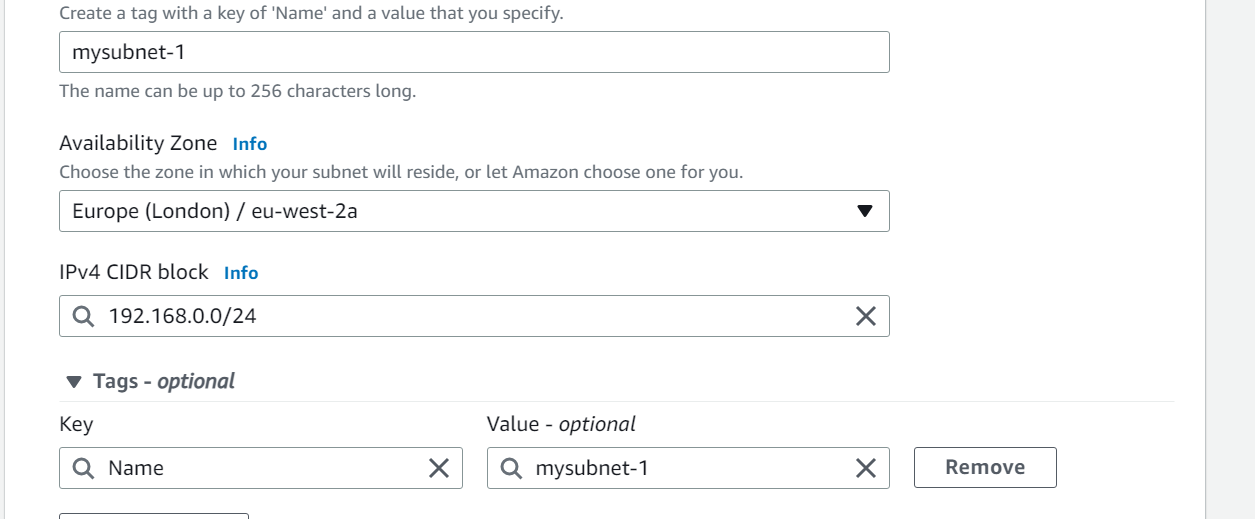 Create a tag with a key of 'Name' and a value that you specify.
mysubnet-1
The name can be up to 256 characters long.
Availability Zone Info
Choose the zone in which your subnet will reside, or let Amazon choose one for you.
Europe (London) / eu-west-2a
IPv4 CIDR block Info
192.168.0.0/24
Tags - optional
Key Value - optional
Name mysubnet-1 Remove